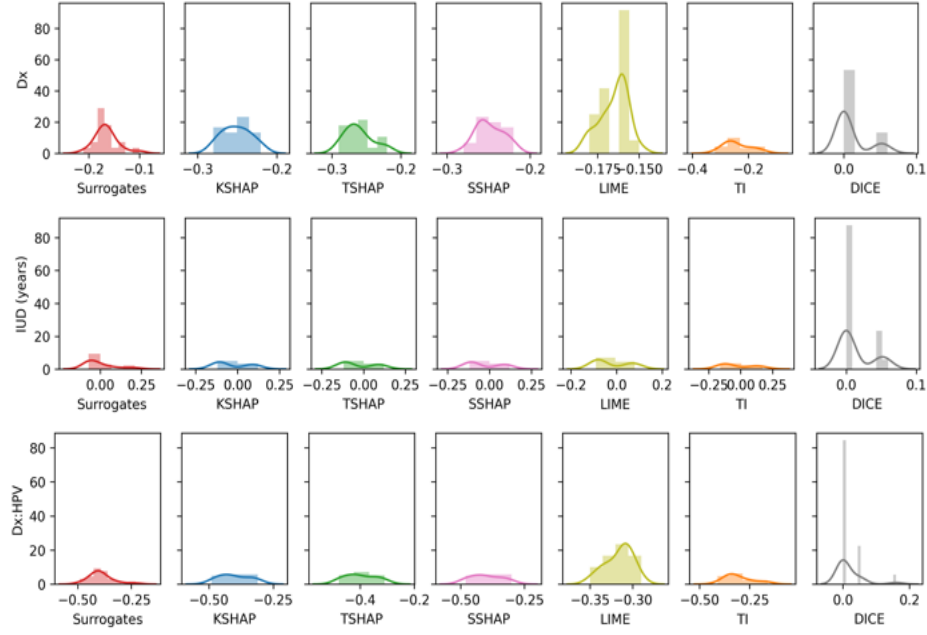 80
60
40
20
0
Dx
−0.2 −0.1 −0.3 −0.2 −0.3 −0.2 −0.3 −0.2 −0.175 −0.150 −0.4 −0.2 0.0 0.1
Surrogates KSHAP TSHAP SSHAP LIME TI DICE
80
60
40
20
0
IUD (years)
0.00 0.25 −0.25 0.00 0.25 −0.25 0.00 0.25 −0.25 0.00 0.25 −0.2 0.0 0.2 −0.25 0.00 0.25 0.0 0.1
Surrogates KSHAP TSHAP SSHAP LIME TI DICE
80
60
40
20
0
Dx:HPV
−0.50 −0.25 −0.50 −0.25 −0.4 −0.2 −0.50 −0.25 −0.35 −0.30 −0.50 −0.25 0.0 0.2
Surrogates KSHAP TSHAP SSHAP LIME TI DICE